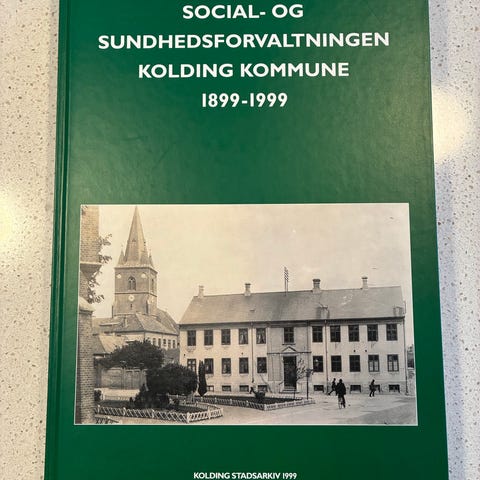 SOCIAL- OG
SUNDHEDSFORVALTNINGEN
KOLDING KOMMUNE
1899-1999
KOLDING STADSARKIV 1999